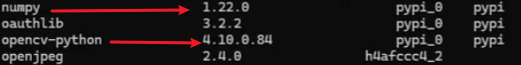 numpy 1.22.0 pypi_0 pypi
oauthlib 3.2.2 pypi_0 pypi
opencv-python 4.10.0.84 pypi_0 pypi
openjpeg 2.4.0 h4afccc4_2